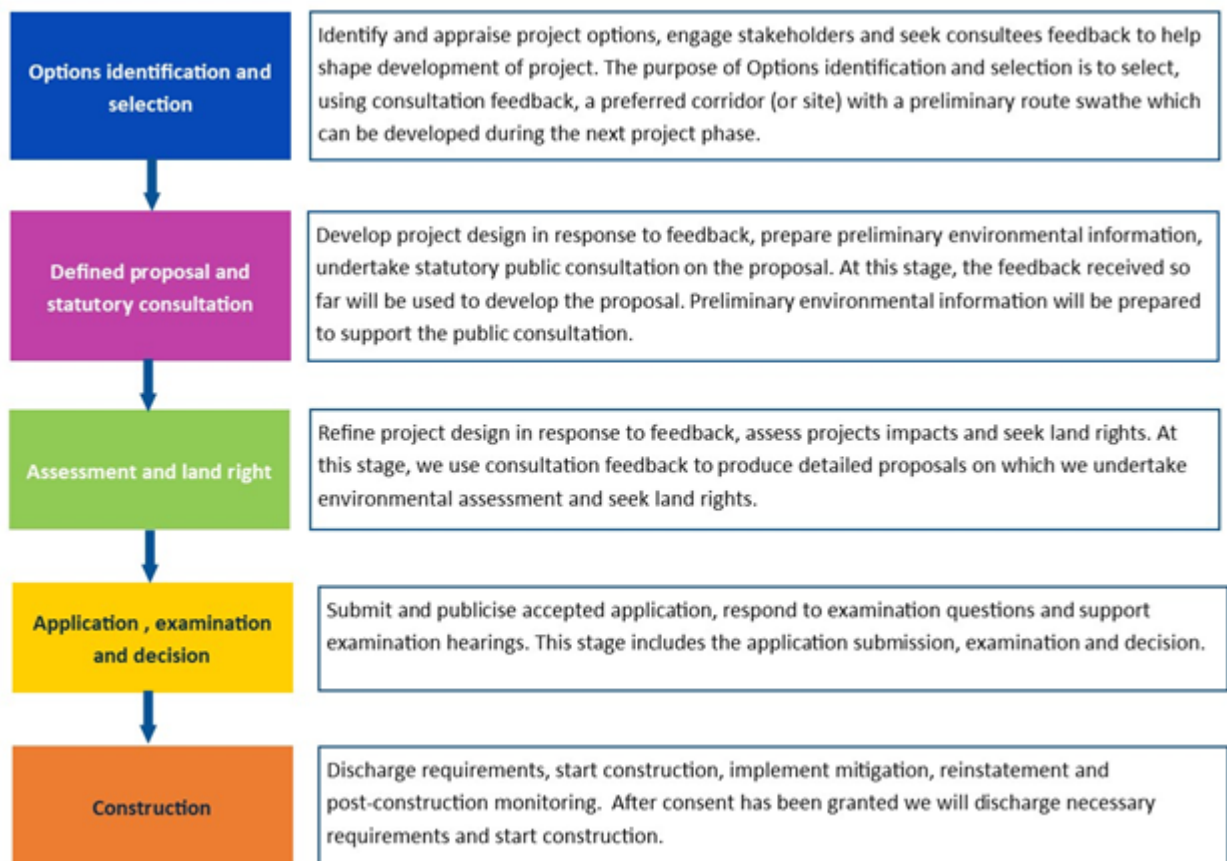 Options identification and
selection
Identify and appraise project options, engage stakeholders and seek consultees feedback to help
shape development of project. The purpose of Options identification and selection is to select,
using consultation feedback, a preferred corridor (or site) with a preliminary route swathe which
can be developed during the next project phase.
Defined proposal and
statutory consultation
Develop project design in response to feedback, prepare preliminary environmental information,
undertake statutory public consultation on the proposal. At this stage, the feedback received so
far will be used to develop the proposal. Preliminary environmental information will be prepared
to support the public consultation.
Assessment and land right
Refine project design in response to feedback, assess projects impacts and seek land rights. At
this stage, we use consultation feedback to produce detailed proposals on which we undertake
environmental assessment and seek land rights.
Application , examination
and decision
Submit and publicise accepted application, respond to examination questions and support
examination hearings. This stage includes the application submission, examination and decision.
Construction
Discharge requirements, start construction, implement mitigation, reinstatement and
post-construction monitoring. After consent has been granted we will discharge necessary
requirements and start construction.